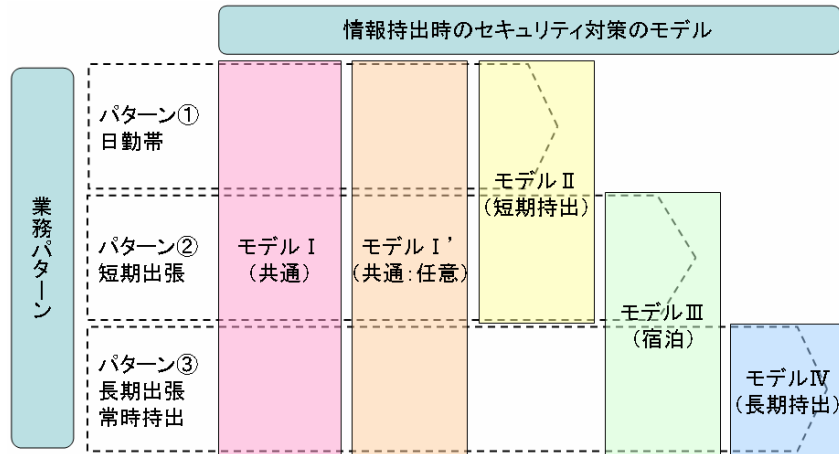 情報持出時のセキュリティ対策のモデル
業務パターン
パターン①
日勤帯
パターン②
短期出張
パターン③
長期出張
常時持出
モデルⅠ
(共通)
モデルⅠ'
(共通:任意)
モデルⅡ
(短期持出)
モデルⅢ
(宿泊)
モデルⅣ
(長期持出)